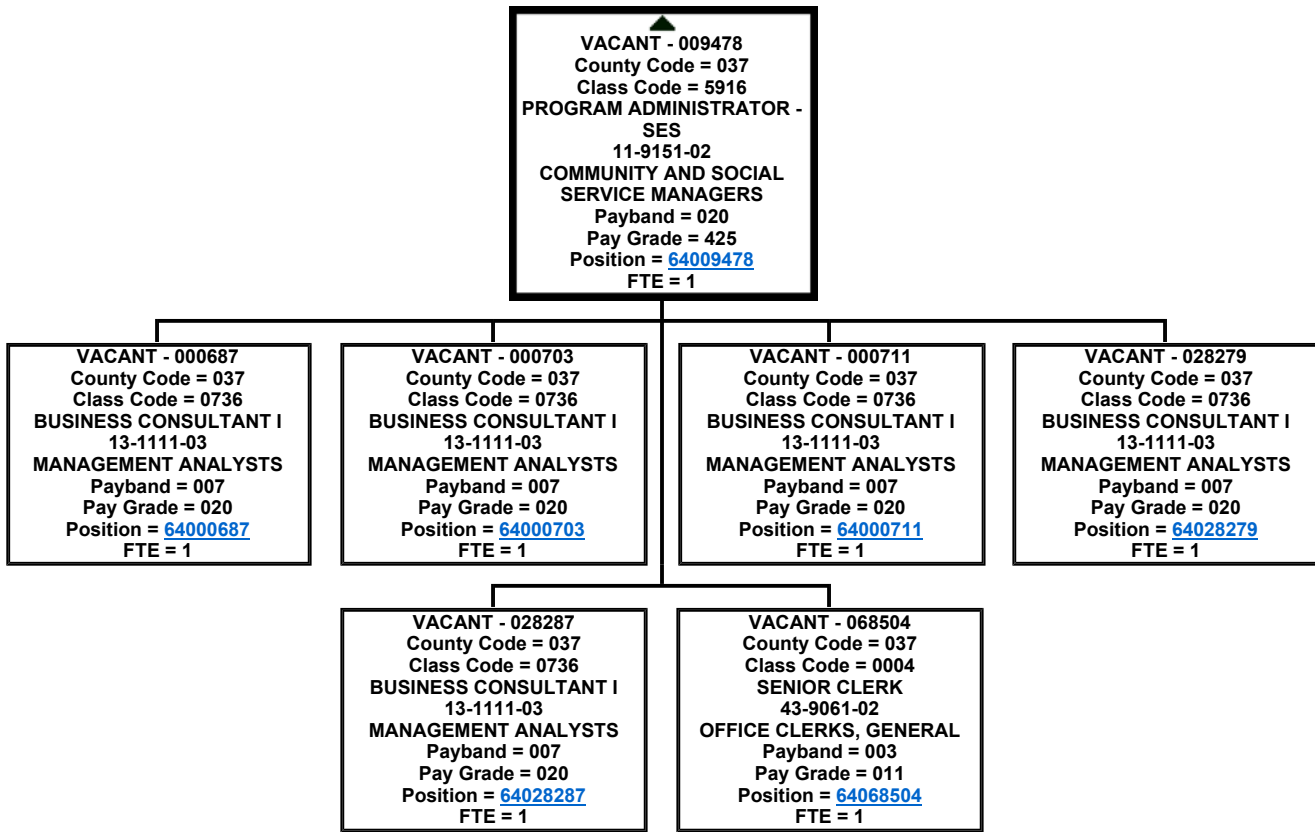 VACANT - 009478
County Code = 037
Class Code = 5916
PROGRAM ADMINISTRATOR -
SES
11-9151-02
COMMUNITY AND SOCIAL
SERVICE MANAGERS
Payband = 020
Pay Grade = 425
Position = 64009478
FTE = 1
VACANT - 000687
County Code = 037
Class Code = 0736
BUSINESS CONSULTANT I
13-1111-03
MANAGEMENT ANALYSTS
Payband = 007
Pay Grade = 020
Position = 64000687
FTE = 1
VACANT - 000703
County Code = 037
Class Code = 0736
BUSINESS CONSULTANT I
13-1111-03
MANAGEMENT ANALYSTS
Payband = 007
Pay Grade = 020
Position = 64000703
FTE = 1
VACANT - 000711
County Code = 037
Class Code = 0736
BUSINESS CONSULTANT I
13-1111-03
MANAGEMENT ANALYSTS
Payband = 007
Pay Grade = 020
Position = 64000711
FTE = 1
VACANT - 028279
County Code = 037
Class Code = 0736
BUSINESS CONSULTANT I
13-1111-03
MANAGEMENT ANALYSTS
Payband = 007
Pay Grade = 020
Position = 64028279
FTE = 1
VACANT - 028287
County Code = 037
Class Code = 0736
BUSINESS CONSULTANT I
13-1111-03
MANAGEMENT ANALYSTS
Payband = 007
Pay Grade = 020
Position = 64028287
FTE = 1
VACANT - 068504
County Code = 037
Class Code = 0004
SENIOR CLERK
43-9061-02
OFFICE CLERKS, GENERAL
Payband = 003
Pay Grade = 011
Position = 64068504
FTE = 1